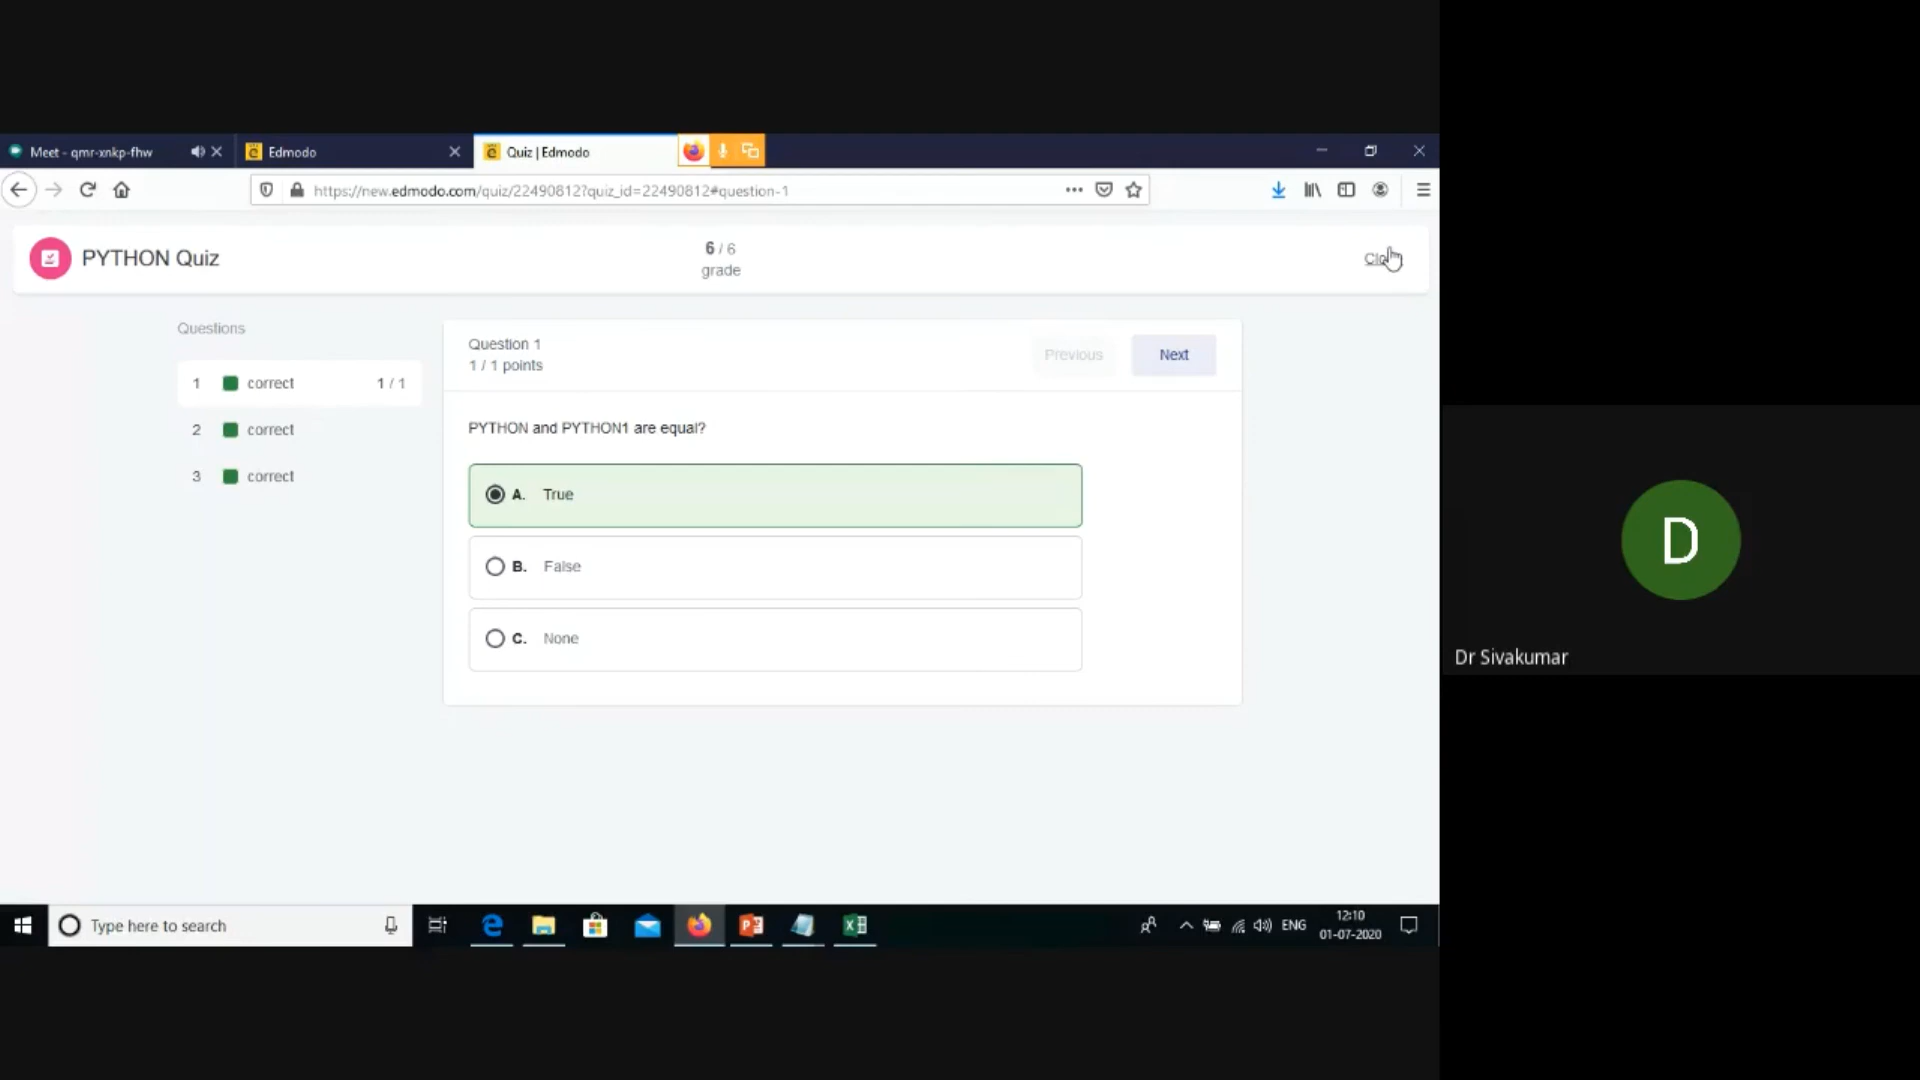 Meet - qmr-xnkp-fhw
Edmodo
Quiz | Edmodo
https://new.edmodo.com/quiz/22490812?quiz_id=22490812#question-1
PYTHON Quiz
6 / 6
grade
Questions
1 correct 1 / 1
2 correct
3 correct
Question 1
1 / 1 points
Previous
Next
PYTHON and PYTHON1 are equal?
A. True
B. False
C. None
D
Dr Sivakumar
Type here to search
ENG
12:10
01-07-2020